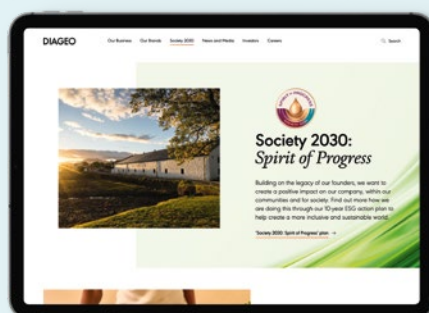 DIAGEO
Our Business Our Brands Society 2030 News and Media Investors Careers Search
SPIRIT of PROGRESS
Society 2030:
Spirit of Progress
Building on the legacy of our founders, we want to
create a positive impact on our company, within our
communities and for society. Find out more how we
are doing this through our 10-year ESG action plan to
help create a more inclusive and sustainable world.
'Society 2030: Spirit of Progress' plan →